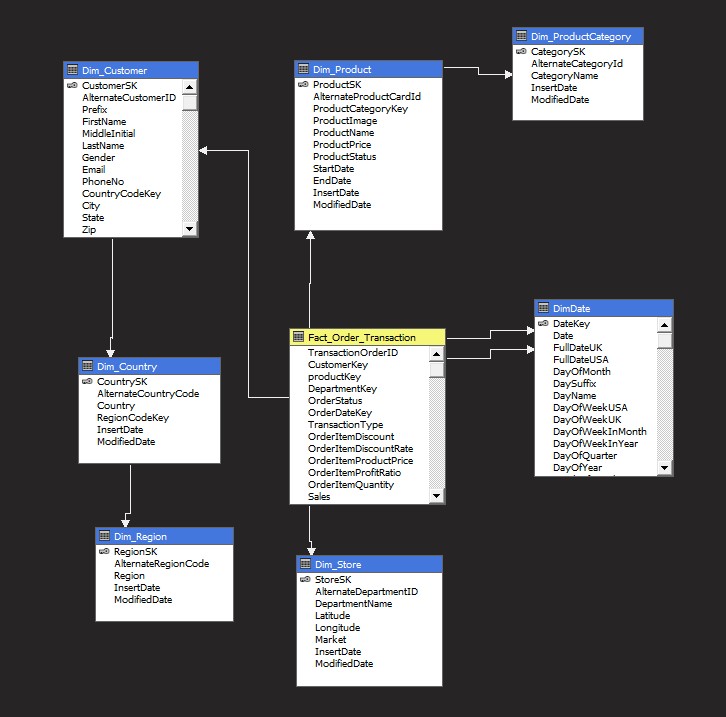 Dim_ProductCategory
CategorySK
AlternateCategoryId
CategoryName
InsertDate
ModifiedDate
Dim_Customer
CustomerSK
AlternateCustomerID
Prefix
FirstName
MiddleInitial
LastName
Gender
Email
PhoneNo
CountryCodeKey
City
State
Zip
Dim_Product
ProductSK
AlternateProductCardId
ProductCategoryKey
ProductImage
ProductName
ProductPrice
ProductStatus
StartDate
EndDate
InsertDate
ModifiedDate
Fact_Order_Transaction
TransactionOrderID
CustomerKey
productKey
DepartmentKey
OrderStatus
OrderDateKey
TransactionType
OrderItemDiscount
OrderItemDiscountRate
OrderItemProductPrice
OrderItemProfitRatio
OrderItemQuantity
Sales
DimDate
DateKey
Date
FullDateUK
FullDateUSA
DayOfMonth
DaySuffix
DayName
DayOfWeekUSA
DayOfWeekUK
DayOfWeekInMonth
DayOfWeekInYear
DayOfQuarter
DayOfYear
Dim_Country
CountrySK
AlternateCountryCode
Country
RegionCodeKey
InsertDate
ModifiedDate
Dim_Region
RegionSK
AlternateRegionCode
Region
InsertDate
ModifiedDate
Dim_Store
StoreSK
AlternateDepartmentID
DepartmentName
Latitude
Longitude
Market
InsertDate
ModifiedDate